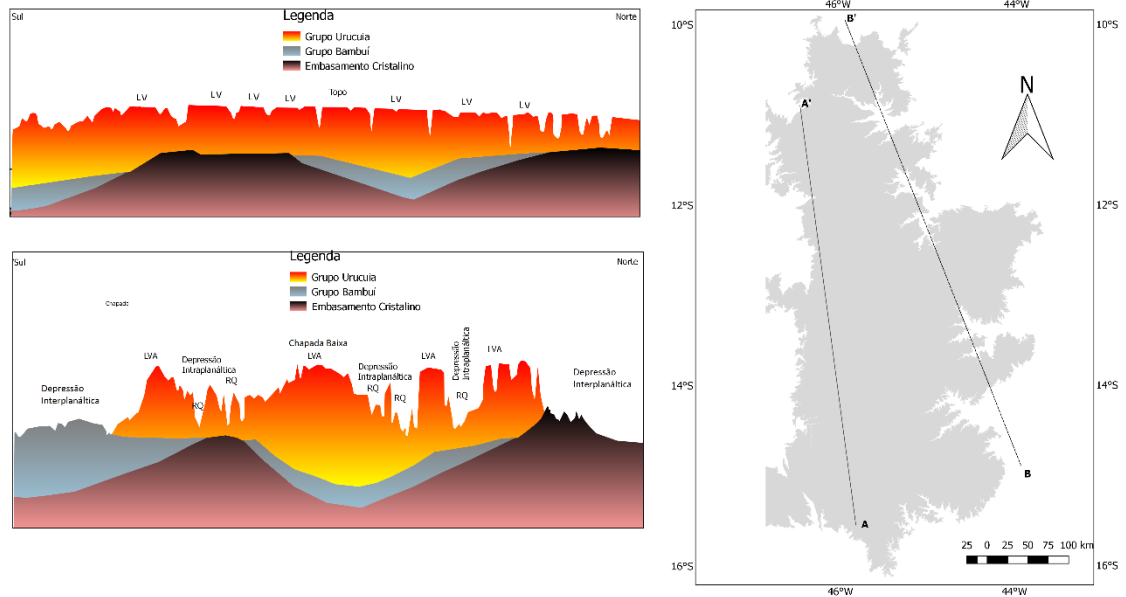 Sul
Legenda
Norte
Grupo Urucuia
Grupo Bambuí
Embasamento Cristalino
LV
LV
LV
LV
Topo
LV
LV
LV
Sul
Legenda
Norte
Grupo Urucuia
Grupo Bambuí
Embasamento Cristalino
Chapada
Depressão
Interplanáltica
LVA
Depressão
Intraplanáltica
RQ
RQ
Chapada Baixa
LVA
Depressão
Intraplanáltica
RQ
RQ
LVA
Depressão
Intraplanáltica
RQ
LVA
Depressão
Interplanáltica
46°W
44°W
10°S
10°S
B'
A'
N
12°S
12°S
14°S
14°S
B
A
25 0 25 50 75 100 km
16°S
16°S
46°W
44°W